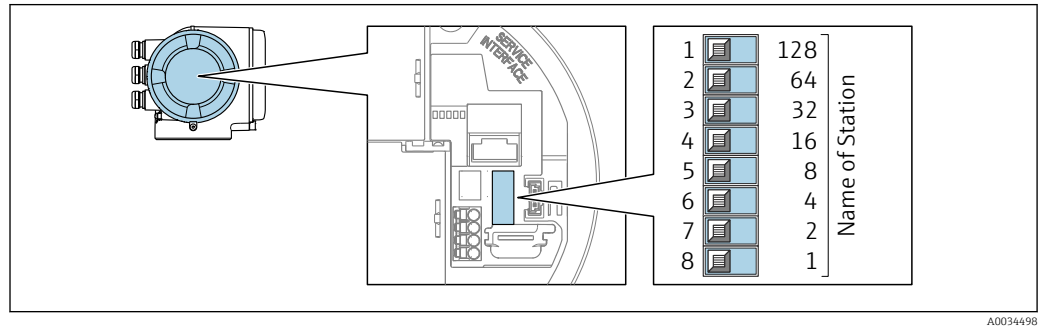 SERVICE
INTERFACE
1 128
2 64
3 32
4 16
5 8
6 4
7 2
8 1
Name of Station
A0034498